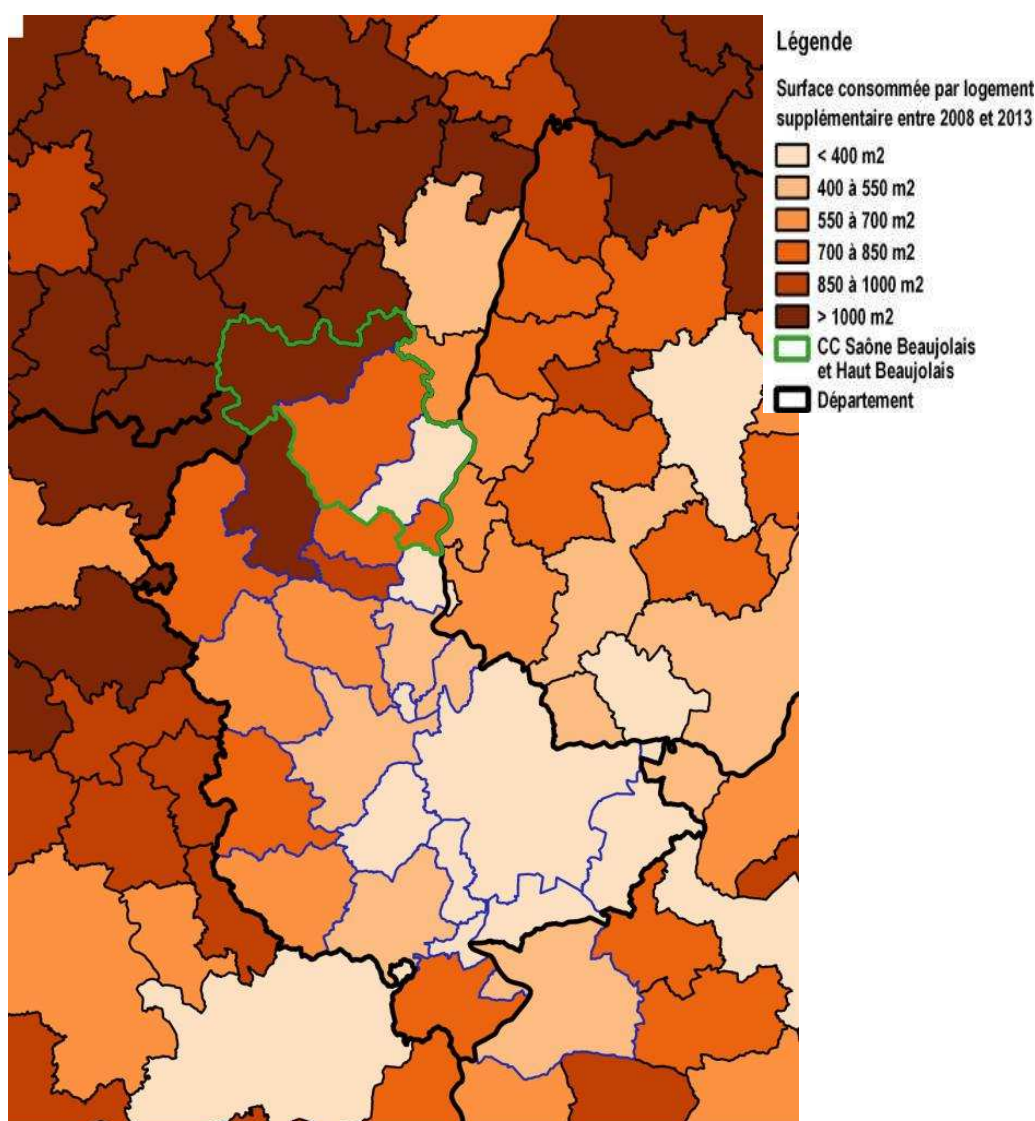 Légende
Surface consommée par logement
supplémentaire entre 2008 et 2013
< 400 m2
400 à 550 m2
550 à 700 m2
700 à 850 m2
850 à 1000 m2
> 1000 m2
CC Saône Beaujolais
et Haut Beaujolais
Département